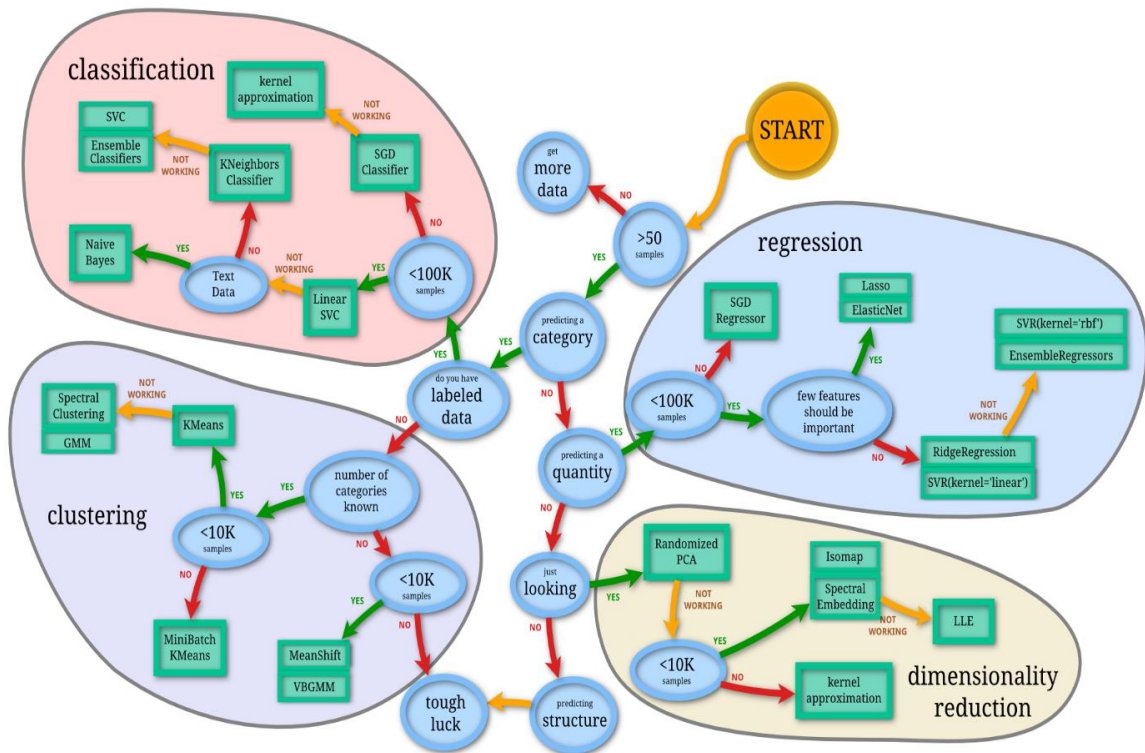 START
get
more
data
NO
>50
samples
YES
predicting a
category
YES
NO
do you have
labeled
data
YES
NO
predicting a
quantity
YES
NO
just
looking
YES
NO
predicting
structure
tough
luck
classification
kernel
approximation
NOT
WORKING
SGD
Classifier
NO
<100K
samples
YES
Linear
SVC
NOT
WORKING
Text
Data
YES
Naive
Bayes
NO
KNeighbors
Classifier
NOT
WORKING
SVC
Ensemble
Classifiers
regression
<100K
samples
NO
SGD
Regressor
YES
few features
should be
important
YES
Lasso
ElasticNet
NO
RidgeRegression
SVR(kernel='linear')
NOT
WORKING
SVR(kernel='rbf')
EnsembleRegressors
clustering
number of
categories
known
YES
<10K
samples
YES
KMeans
NOT
WORKING
Spectral
Clustering
GMM
NO
MiniBatch
KMeans
NO
<10K
samples
YES
MeanShift
VBGMM
NO
dimensionality
reduction
Randomized
PCA
NOT
WORKING
<10K
samples
YES
Isomap
Spectral
Embedding
NOT
WORKING
LLE
NO
kernel
approximation